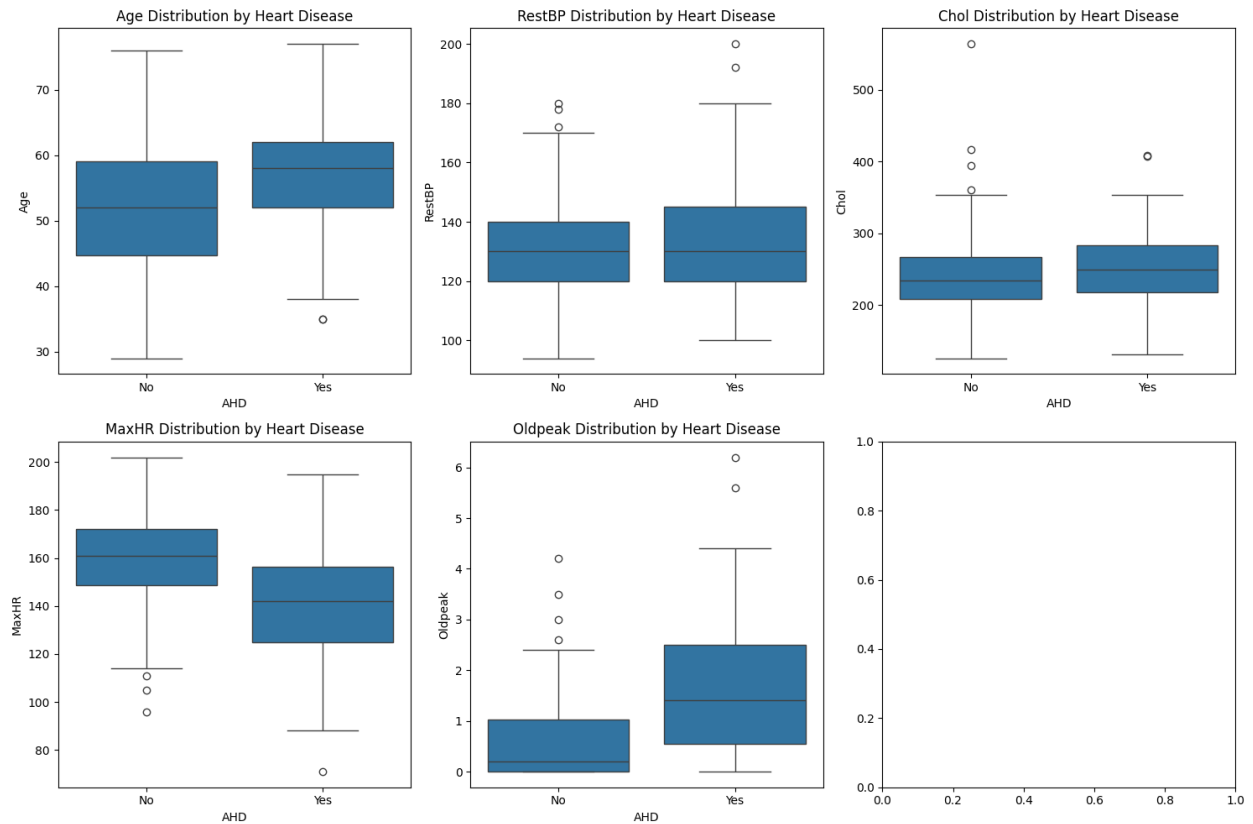 Age Distribution by Heart Disease
70
60
50
40
30
Age
No
Yes
AHD
RestBP Distribution by Heart Disease
200
180
160
140
120
100
RestBP
No
Yes
AHD
Chol Distribution by Heart Disease
500
400
300
200
Chol
No
Yes
AHD
MaxHR Distribution by Heart Disease
200
180
160
140
120
100
80
MaxHR
No
Yes
AHD
Oldpeak Distribution by Heart Disease
6
5
4
3
2
1
0
Oldpeak
No
Yes
AHD
1.0
0.8
0.6
0.4
0.2
0.0
0.0 0.2 0.4 0.6 0.8 1.0